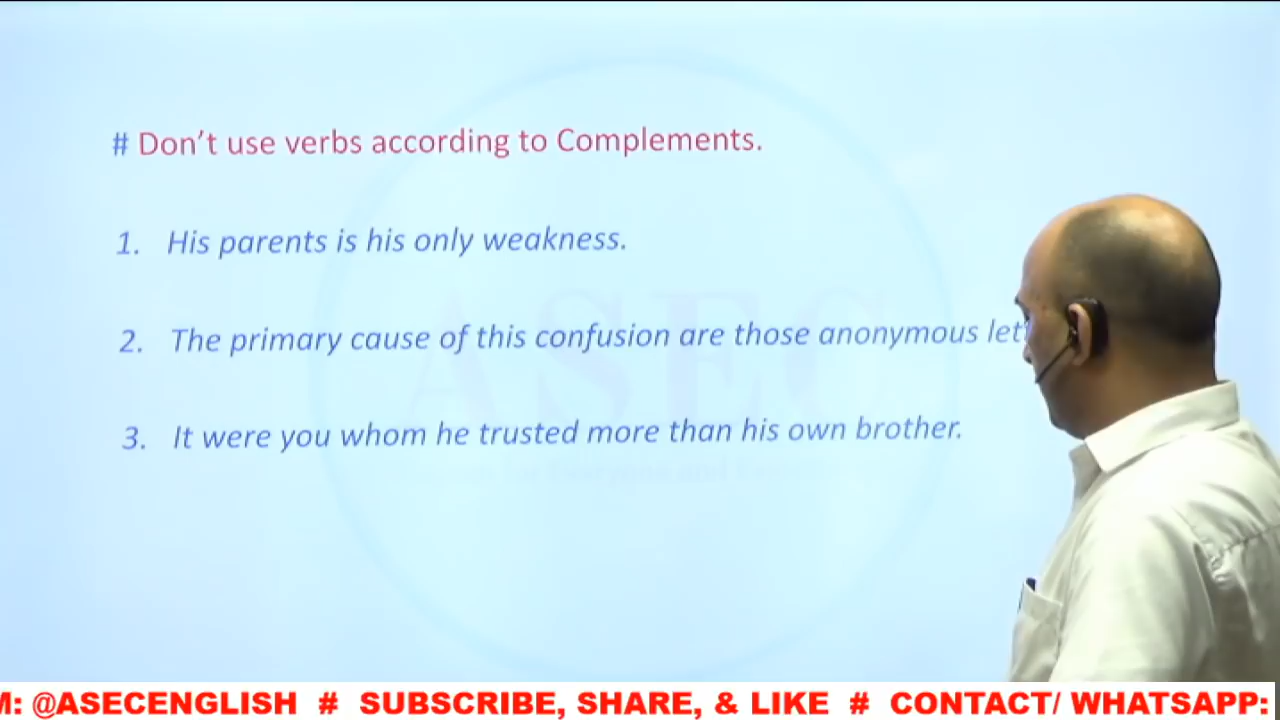 # Don't use verbs according to Complements.
1. His parents is his only weakness.
2. The primary cause of this confusion are those anonymous
3. It were you whom he trusted more than his own brother.
ASEC
@ASECENGLISH # SUBSCRIBE, SHARE, & LIKE # CONTACT/ WHATSAPP: